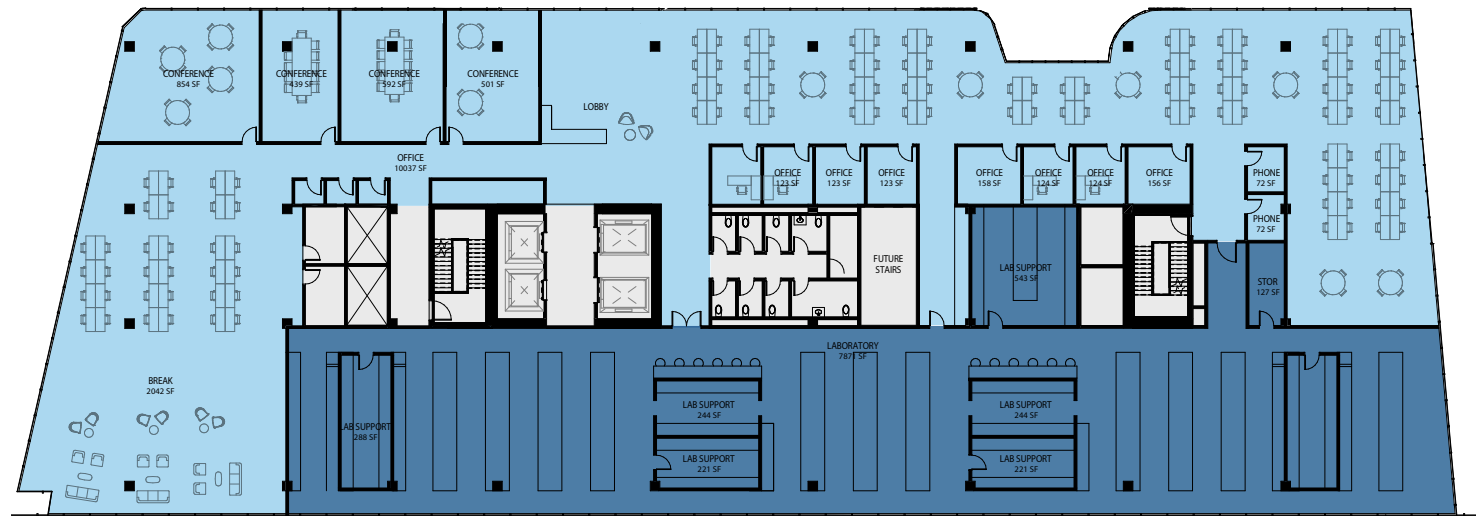 CONFERENCE
854 SF
CONFERENCE
439 SF
CONFERENCE
592 SF
CONFERENCE
501 SF
LOBBY
OFFICE
10037 SF
OFFICE
123 SF
OFFICE
123 SF
OFFICE
123 SF
OFFICE
158 SF
OFFICE
124 SF
OFFICE
124 SF
OFFICE
156 SF
PHONE
72 SF
PHONE
72 SF
FUTURE
STAIRS
LAB SUPPORT
543 SF
STOR
127 SF
LABORATORY
7871 SF
BREAK
2042 SF
LAB SUPPORT
288 SF
LAB SUPPORT
244 SF
LAB SUPPORT
244 SF
LAB SUPPORT
221 SF
LAB SUPPORT
221 SF